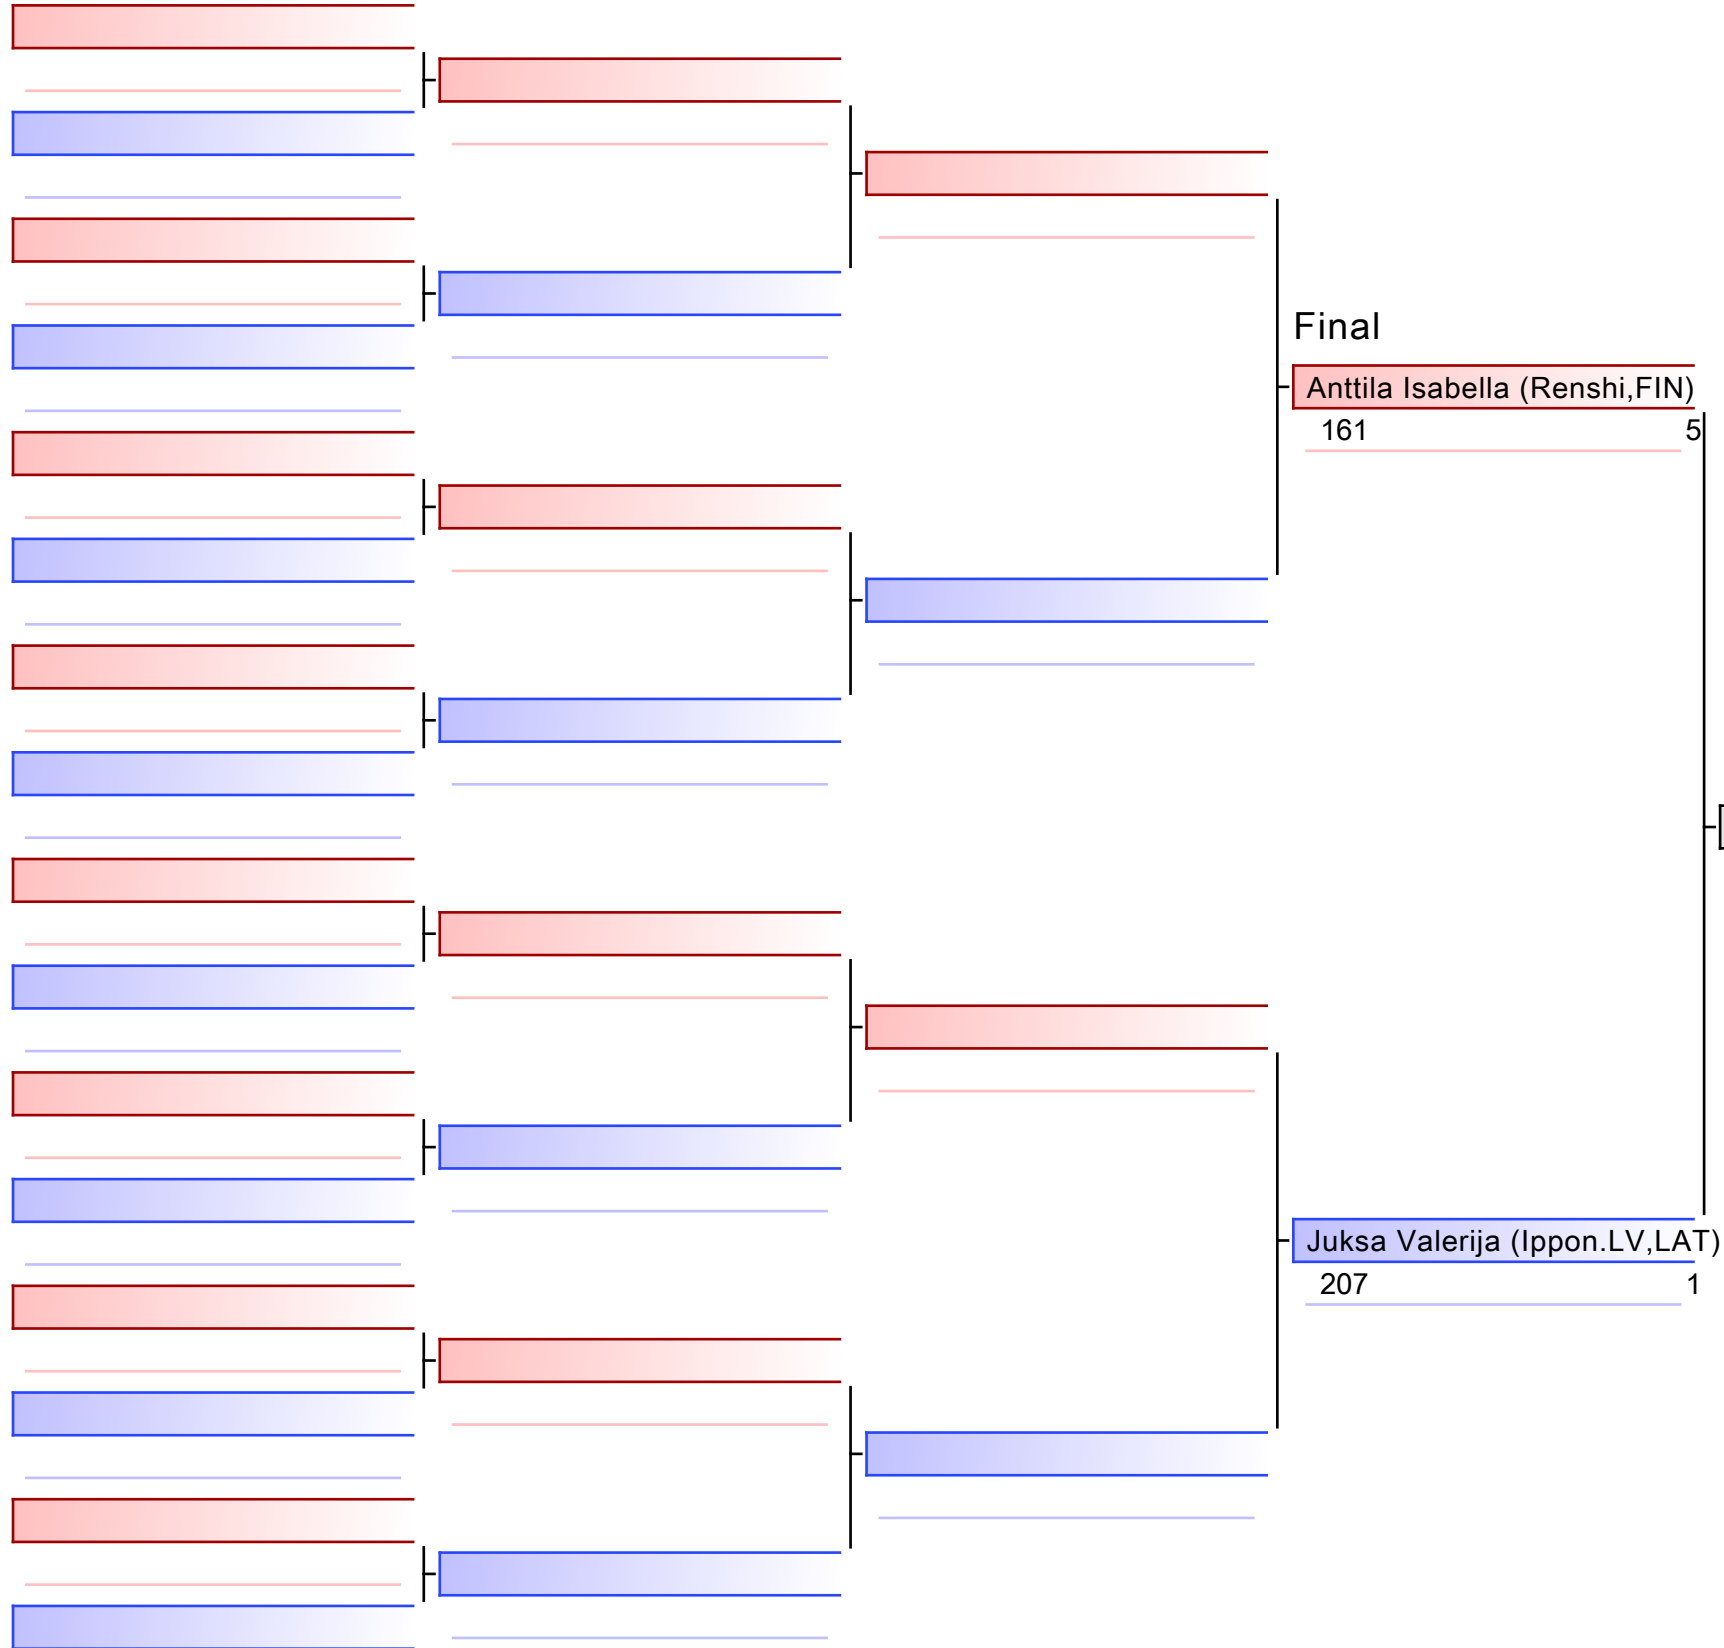 Final
Anttila Isabella (Renshi,FIN)
161 5
Juksa Valerija (Ippon.LV,LAT)
207 1